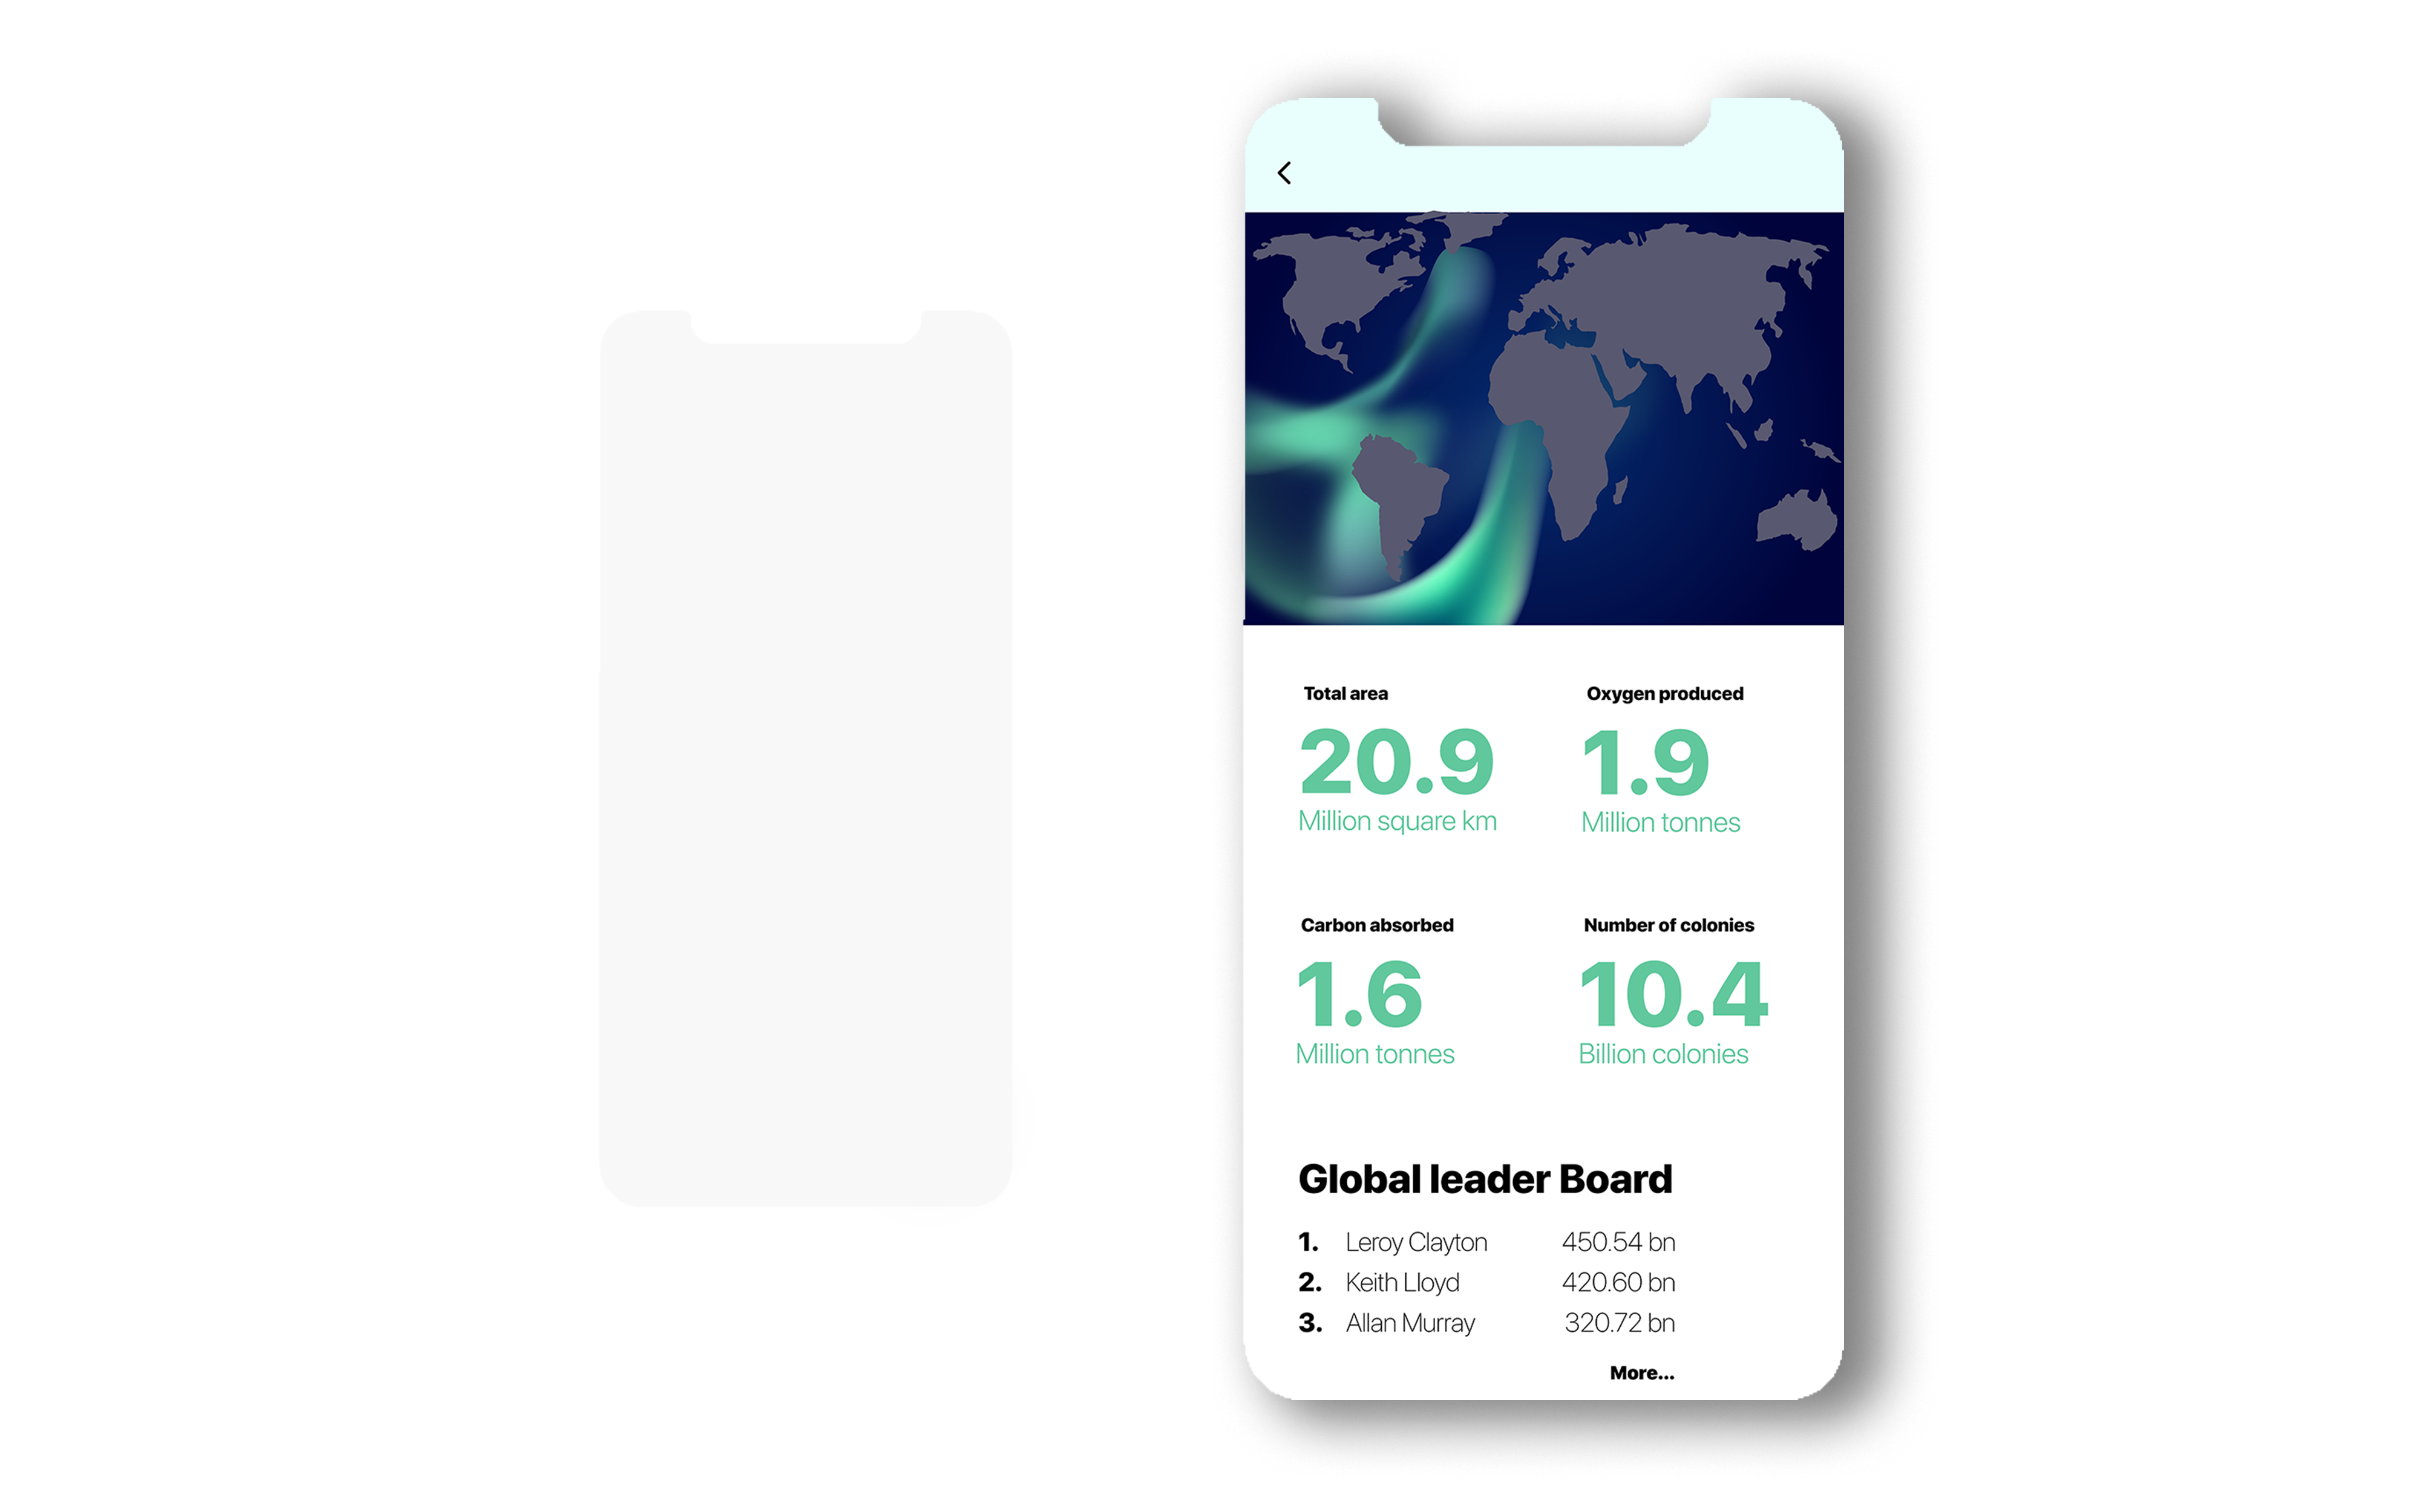 Total area
20.9
Million square km
Oxygen produced
1.9
Million tonnes
Carbon absorbed
1.6
Million tonnes
Number of colonies
10.4
Billion colonies
Global leader Board
1. Leroy Clayton 450.54 bn
2. Keith Lloyd 420.60 bn
3. Allan Murray 320.72 bn
More...